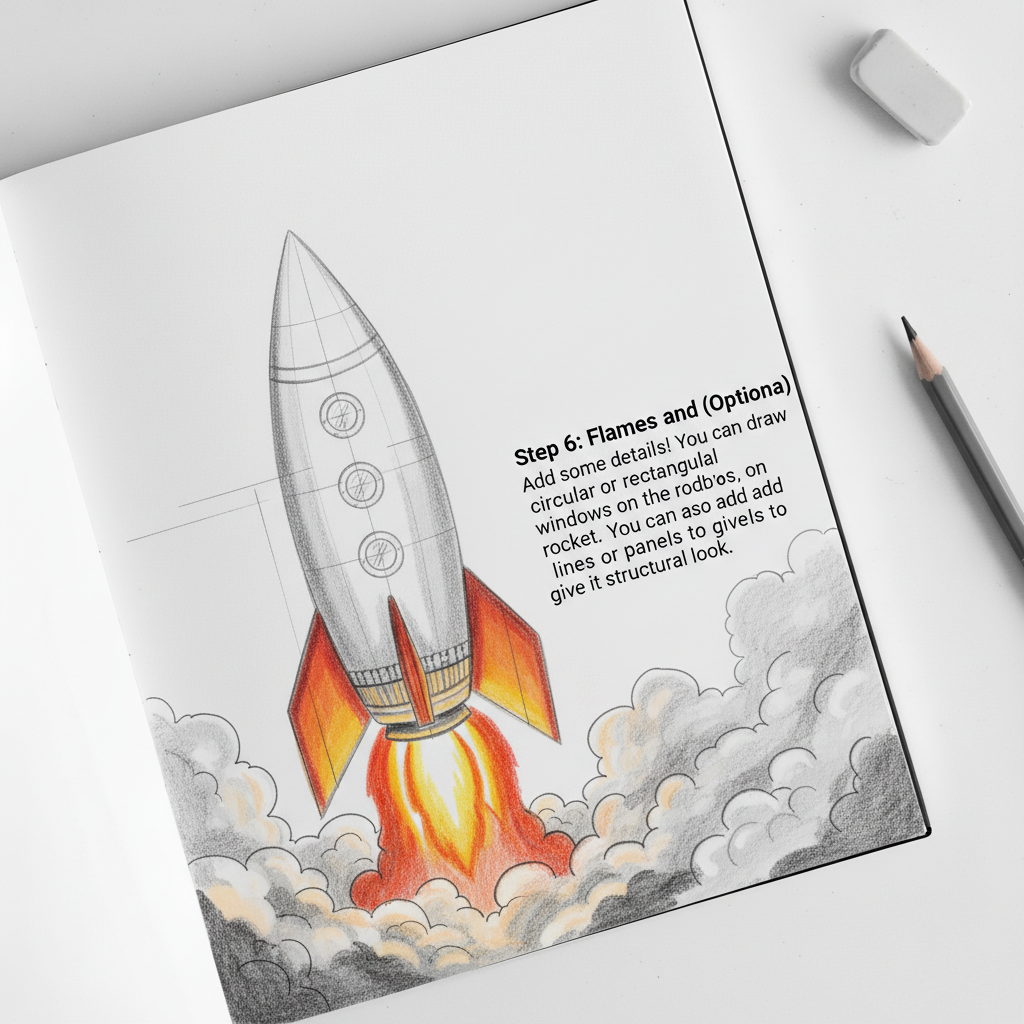 Step 6: Flames and (Optiona)
Add some details! You can draw
circular or rectangulal
windows on the rodb'os, on
rocket. You can aso add add
lines or panels to givels to
give it structural look.